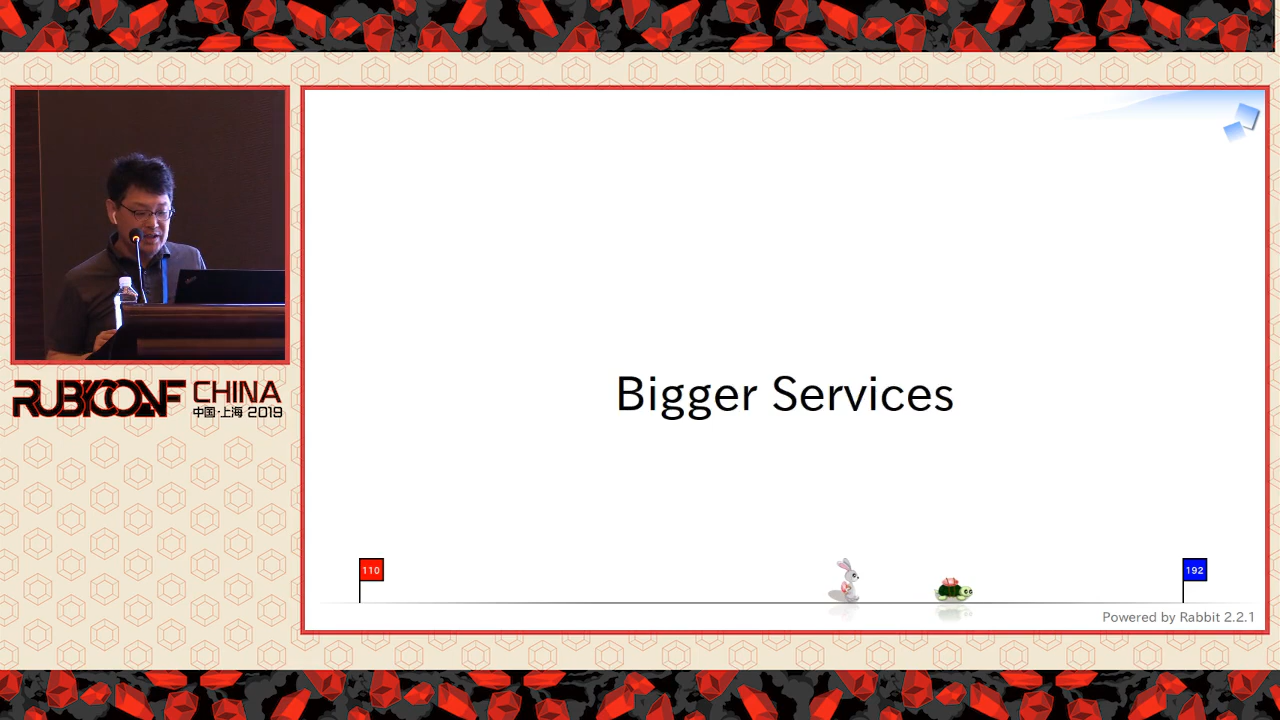 RUBYCONF CHINA
中国·上海 2019
Bigger Services
110
192
Powered by Rabbit 2.2.1